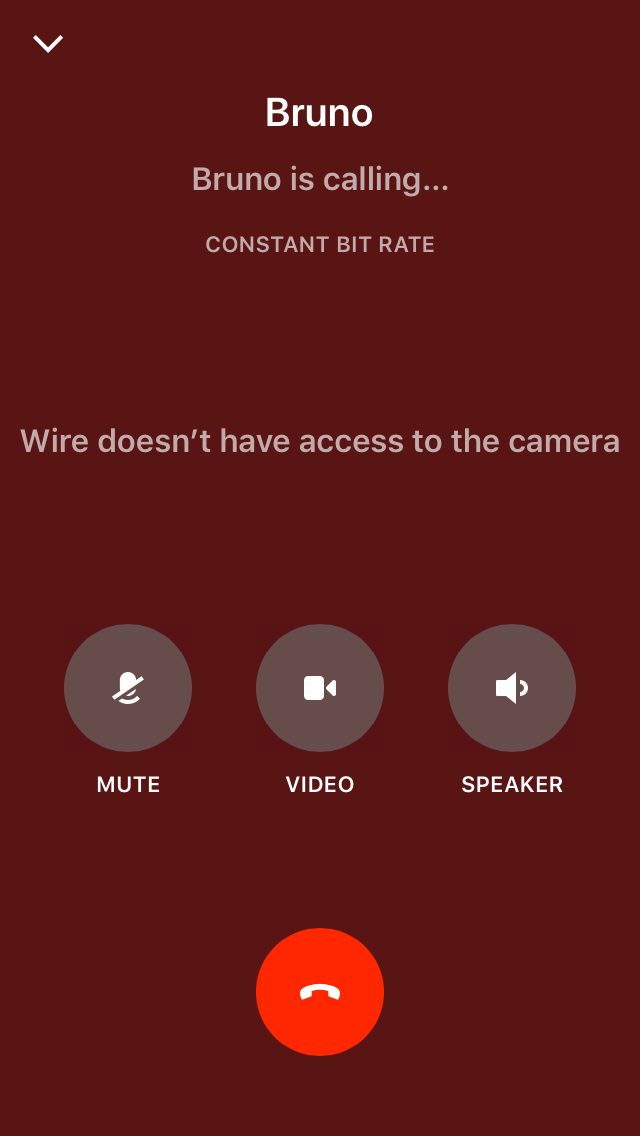 Bruno
Bruno is calling...
CONSTANT BIT RATE
Wire doesn’t have access to the camera
MUTE
VIDEO
SPEAKER